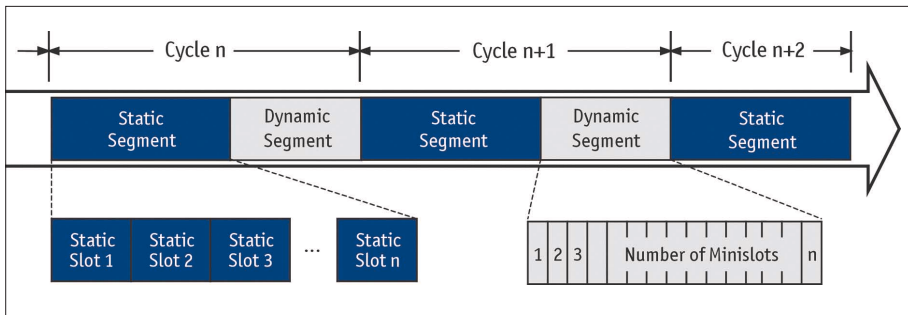 Cycle n
Cycle n+1
Cycle n+2
Static
Segment
Dynamic
Segment
Static
Segment
Dynamic
Segment
Static
Segment
Static
Slot 1
Static
Slot 2
Static
Slot 3
...
Static
Slot n
1
2
3
Number of Minislots
n